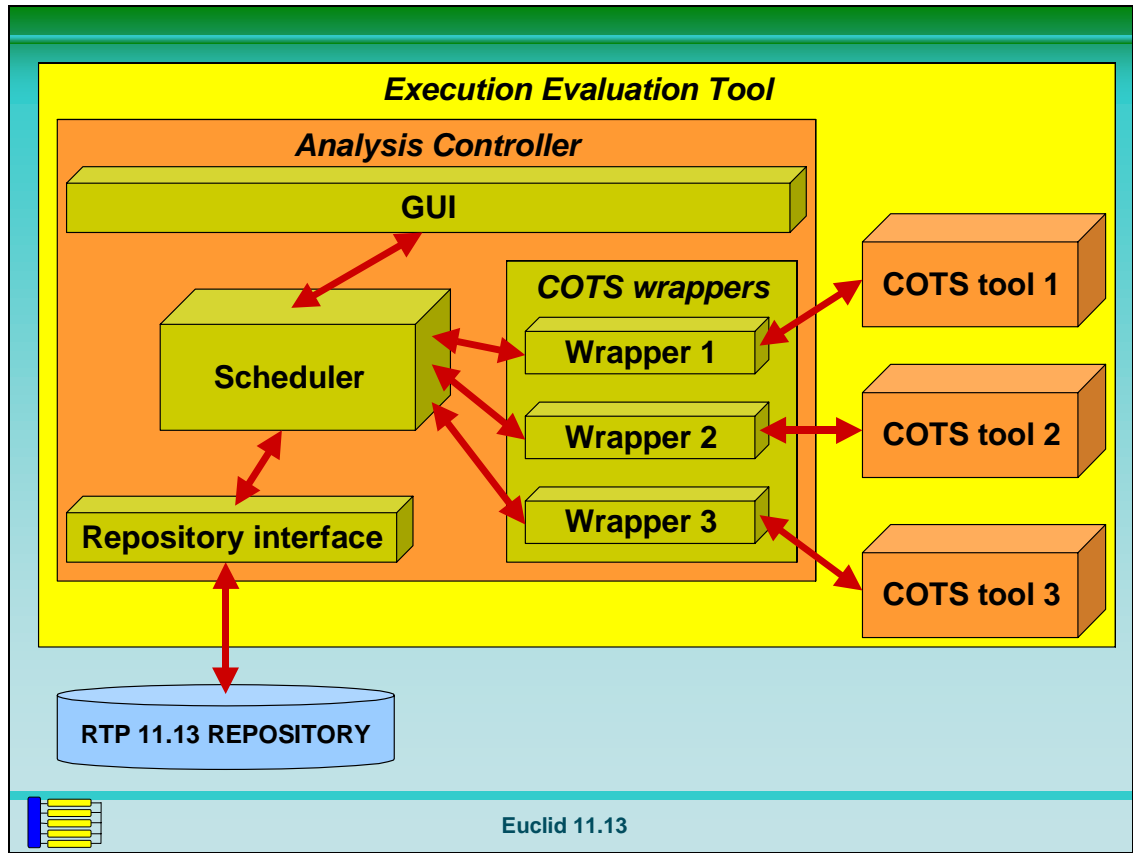 Execution Evaluation Tool
Analysis Controller
GUI
COTS wrappers
COTS tool 1
Wrapper 1
Scheduler
Wrapper 2
COTS tool 2
Wrapper 3
Repository interface
COTS tool 3
RTP 11.13 REPOSITORY
Euclid 11.13